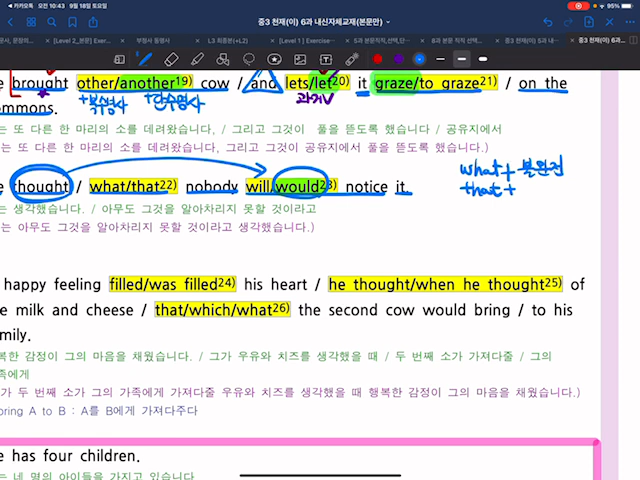 카카오톡 오전 10:43 9월 18일 일요일
95%
중3 천재(이) 6과 내신자체교재(본문만)
[Level_2_본문] Exer...
부정사 동명사
L3 최종본(+L2)
[Level 1] Exercise...
5과 본문직지,선택,단...
6과 본문 직지 선택...
중3 천재(이) 5과 내...
중3 천재(이) 6과...
brought other/another19) cow / and lets/let20) it graze/to graze21) / on the
+복수명사 +단수명사 과거V
ommons.
는 또 다른 한 마리의 소를 데려왔습니다, / 그리고 그것이 풀을 뜯도록 했습니다 / 공유지에서
는 또 다른 한 마리의 소를 데려왔습니다, 그리고 그것이 공유지에서 풀을 뜯도록 했습니다.)
what+ 불완전
that +
thought / what/that22) nobody will/would23) notice it.
는 생각했습니다. / 아무도 그것을 알아차리지 못할 것이라고
는 아무도 그것을 알아차리지 못할 것이라고 생각했습니다.)
happy feeling filled/was filled24) his heart / he thought/when he thought25) of
e milk and cheese / that/which/what26) the second cow would bring / to his
mily.
복한 감정이 그의 마음을 채웠습니다. / 그가 우유와 치즈를 생각했을 때 / 두 번째 소가 가져다줄 / 그의
족에게
가 두 번째 소가 그의 가족에게 가져다줄 우유와 치즈를 생각했을 때 행복한 감정이 그의 마음을 채웠습니다.)
bring A to B : A를 B에게 가져다주다
e has four children.
는 네 명의 아이들을 가지고 있습니다